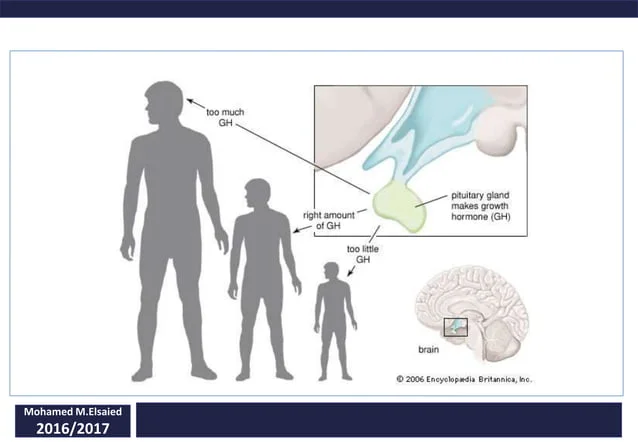 too much
GH
right amount
of GH
too little
GH
pituitary gland
makes growth
hormone (GH)
brain
© 2006 Encyclopædia Britannica, Inc.
Mohamed M.Elsaied
2016/2017